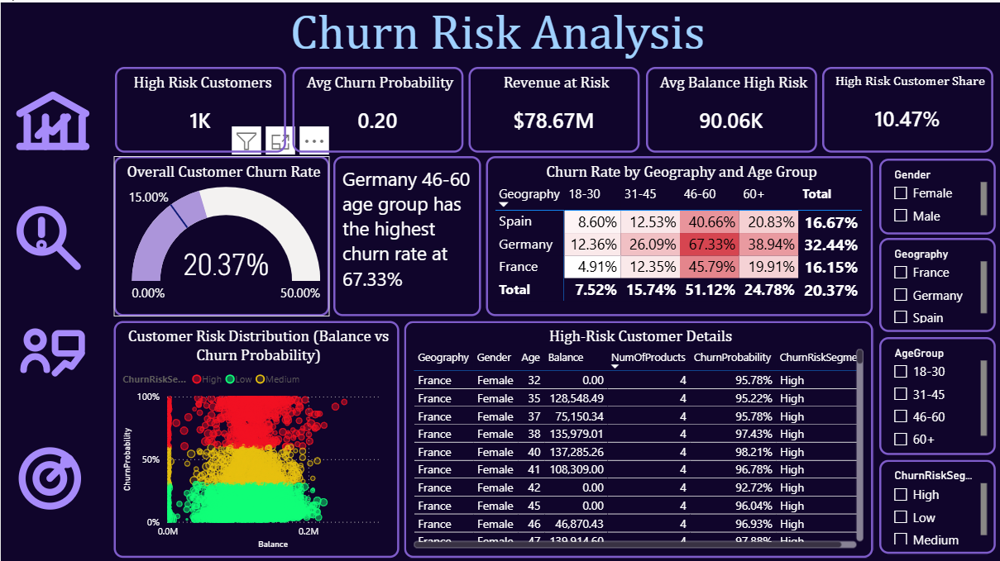 Churn Risk Analysis
High Risk Customers
1K
Avg Churn Probability
0.20
Revenue at Risk
$78.67M
Avg Balance High Risk
90.06K
High Risk Customer Share
10.47%
Overall Customer Churn Rate
15.00%
20.37%
0.00% 50.00%
Germany 46-60
age group has
the highest
churn rate at
67.33%
Churn Rate by Geography and Age Group
Geography 18-30 31-45 46-60 60+ Total
Spain 8.60% 12.53% 40.66% 20.83% 16.67%
Germany 12.36% 26.09% 67.33% 38.94% 32.44%
France 4.91% 12.35% 45.79% 19.91% 16.15%
Total 7.52% 15.74% 51.12% 24.78% 20.37%
Gender
Female
Male
Geography
France
Germany
Spain
Customer Risk Distribution (Balance vs
Churn Probability)
ChurnRiskSe... High Low Medium
100%
50%
0%
ChurnProbability
0.0M 0.2M
Balance
High-Risk Customer Details
Geography Gender Age Balance NumOfProducts ChurnProbability ChurnRiskSegme
France Female 32 0.00 4 95.78% High
France Female 35 128,548.49 4 95.22% High
France Female 37 75,150.34 4 95.78% High
France Female 38 135,979.01 4 97.43% High
France Female 40 137,285.26 4 98.21% High
France Female 41 108,309.00 4 96.78% High
France Female 42 0.00 4 92.72% High
France Female 45 0.00 4 96.04% High
France Female 46 46,870.43 4 96.93% High
France Female 47 139,914.60 4 97.88% High
AgeGroup
18-30
31-45
46-60
60+
ChurnRiskSeg...
High
Low
Medium